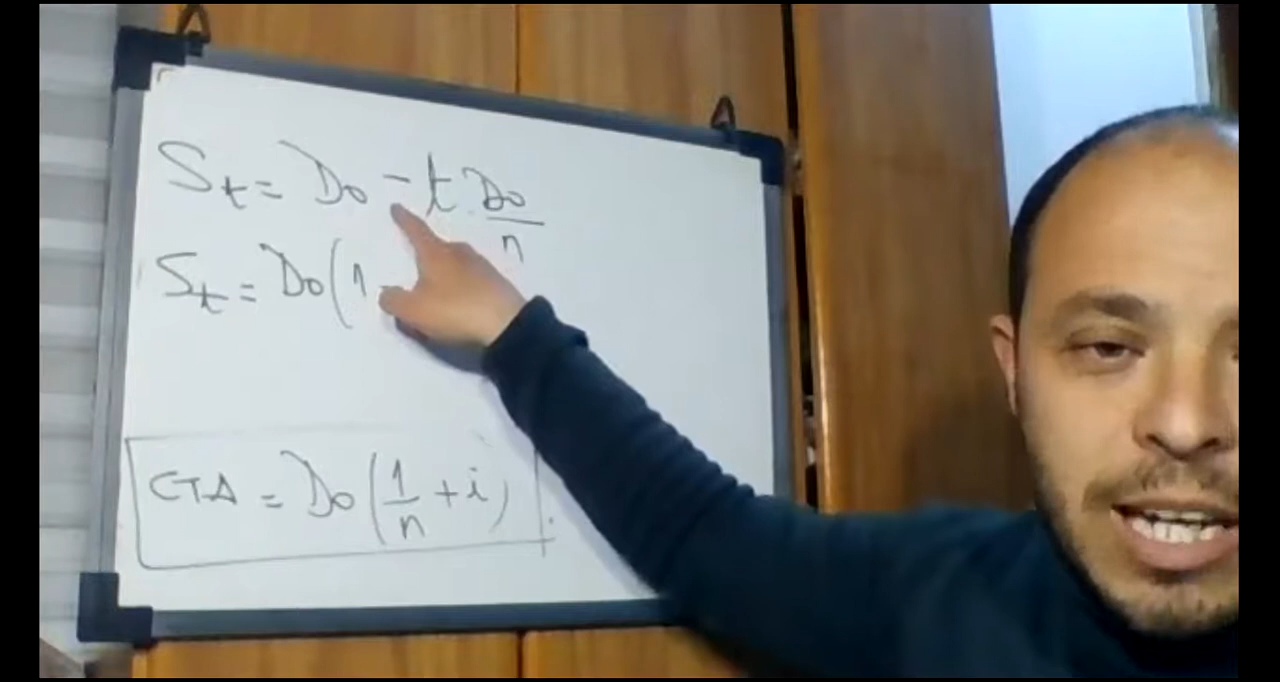 St = Do - t. Do/n
St = Do(1-
CTA = Do(1/n + i)